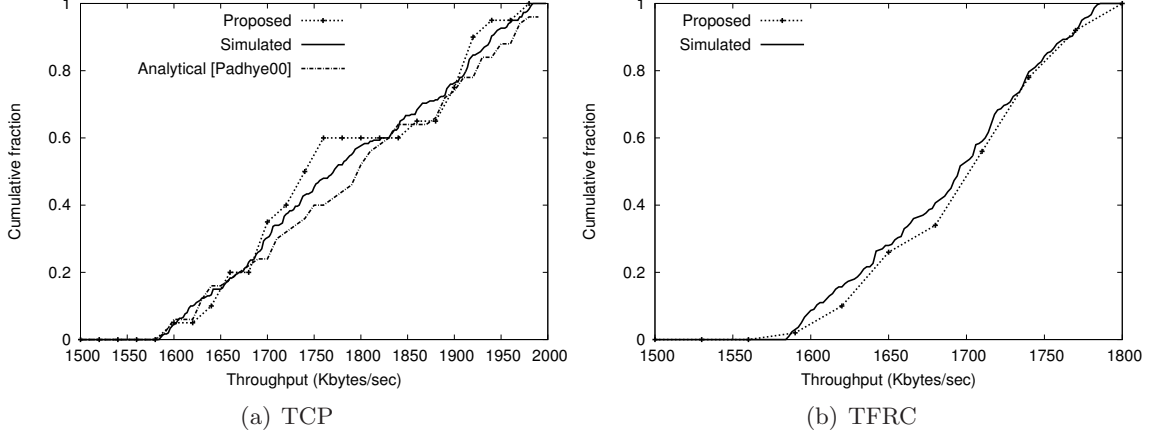 1
0.8
0.6
0.4
0.2
0
Cumulative fraction
Proposed
Simulated
Analytical [Padhye00]
1500 1550 1600 1650 1700 1750 1800 1850 1900 1950 2000
Throughput (Kbytes/sec)
(a) TCP
1
0.8
0.6
0.4
0.2
0
Cumulative fraction
Proposed
Simulated
1500 1600 1650 1700 1750 1800
Throughput (Kbytes/sec)
(b) TFRC